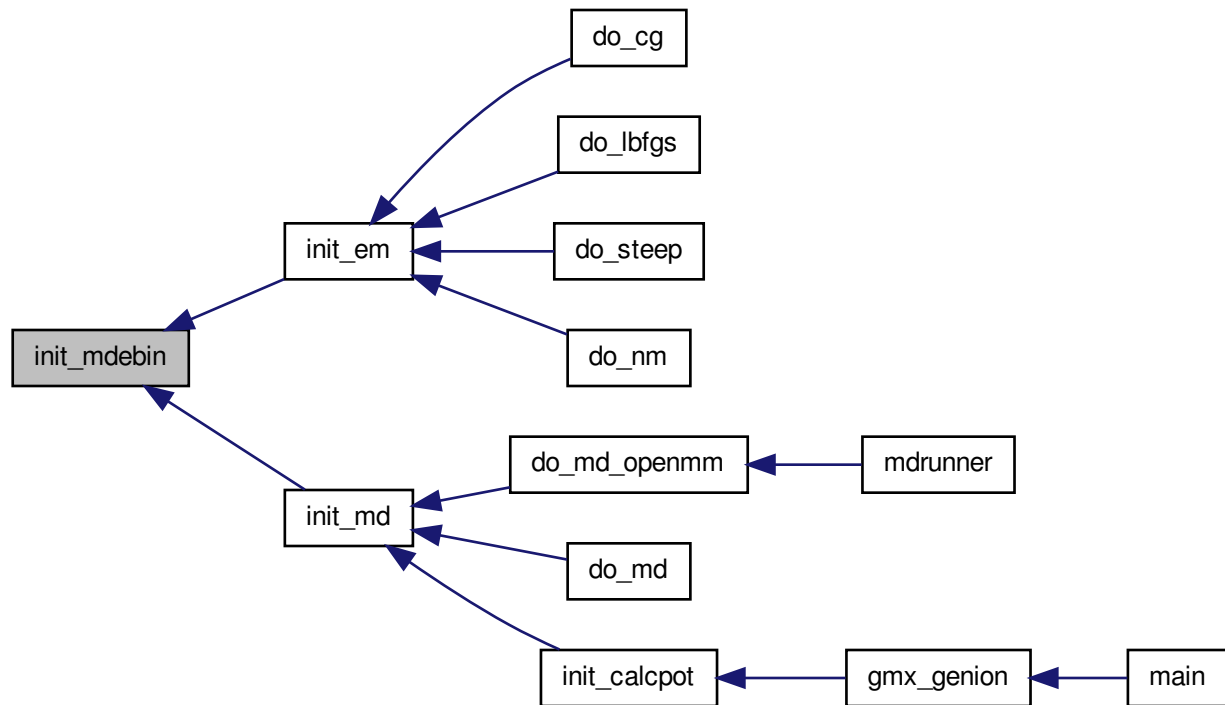 do_cg
do_lbfgs
init_em
do_steep
init_mdebin
do_nm
do_md_openmm
mdrunner
init_md
do_md
init_calcpot
gmx_genion
main